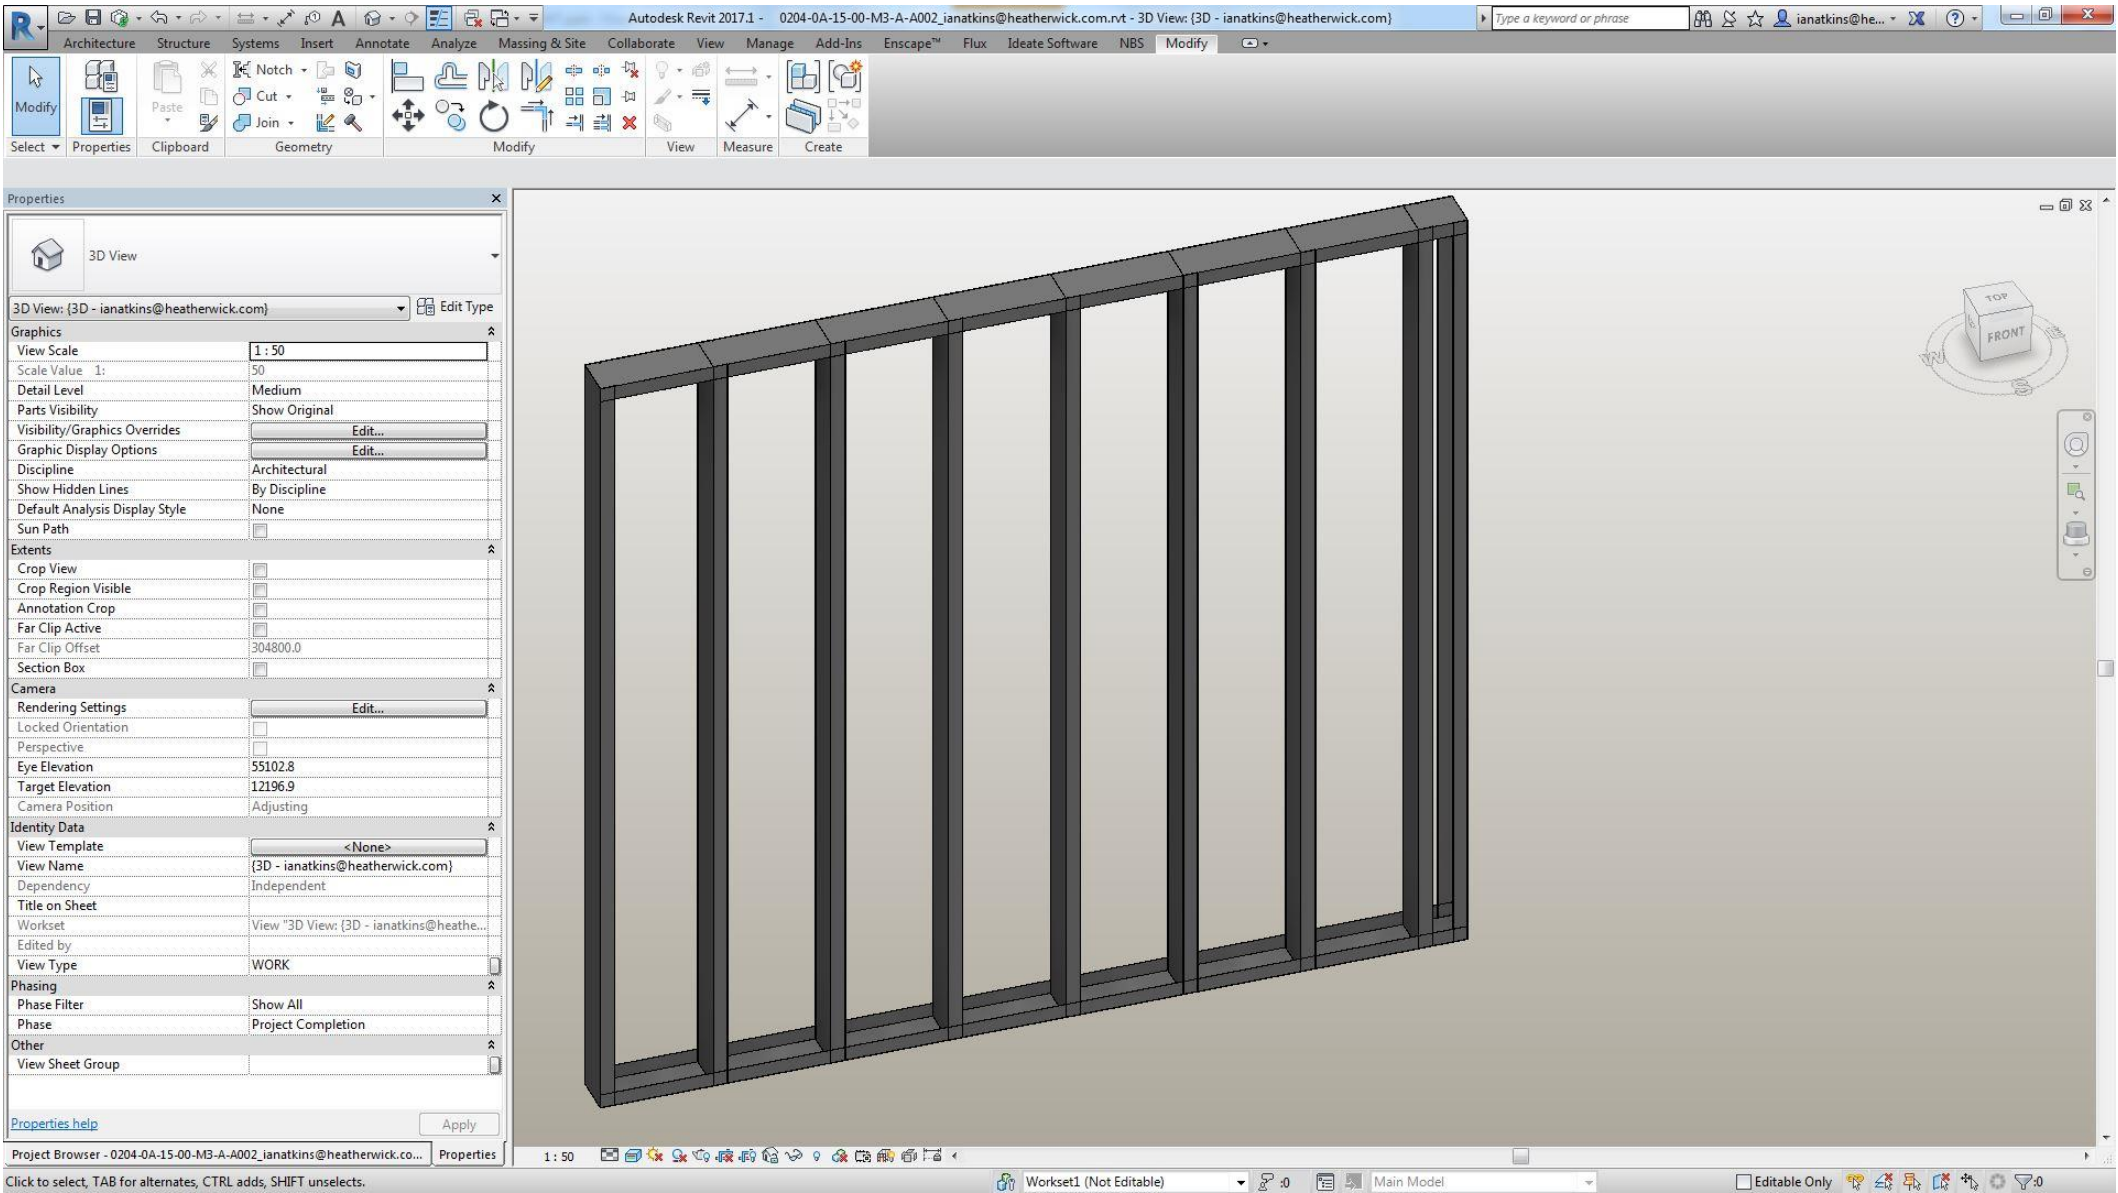 Autodesk Revit 2017.1 - 0204-0A-15-00-M3-A-A002_ianatkins@heatherwick.com.rvt - 3D View: {3D - ianatkins@heatherwick.com}
Type a keyword or phrase
ianatkins@he...
Architecture Structure Systems Insert Annotate Analyze Massing & Site Collaborate View Manage Add-Ins Enscape™ Flux Ideate Software NBS Modify
Notch
Modify Paste Cut
Join
Select Properties Clipboard Geometry Modify View Measure Create
Properties
3D View
3D View: {3D - ianatkins@heatherwick.com} Edit Type
Graphics
View Scale 1 : 50
Scale Value 1: 50
Detail Level Medium
Parts Visibility Show Original
Visibility/Graphics Overrides Edit...
Graphic Display Options Edit...
Discipline Architectural
Show Hidden Lines By Discipline
Default Analysis Display Style None
Sun Path
Extents
Crop View
Crop Region Visible
Annotation Crop
Far Clip Active
Far Clip Offset 304800.0
Section Box
Camera
Rendering Settings Edit...
Locked Orientation
Perspective
Eye Elevation 55102.8
Target Elevation 12196.9
Camera Position Adjusting
Identity Data
View Template <None>
View Name {3D - ianatkins@heatherwick.com}
Dependency Independent
Title on Sheet
Workset View "3D View: {3D - ianatkins@heathe...
Edited by
View Type WORK
Phasing
Phase Filter Show All
Phase Project Completion
Other
View Sheet Group
Properties help Apply
Project Browser - 0204-0A-15-00-M3-A-A002_ianatkins@heatherwick.co... Properties
TOP
FRONT
W
S
1 : 50
Click to select, TAB for alternates, CTRL adds, SHIFT unselects.
Workset1 (Not Editable) :0 Main Model Editable Only :0